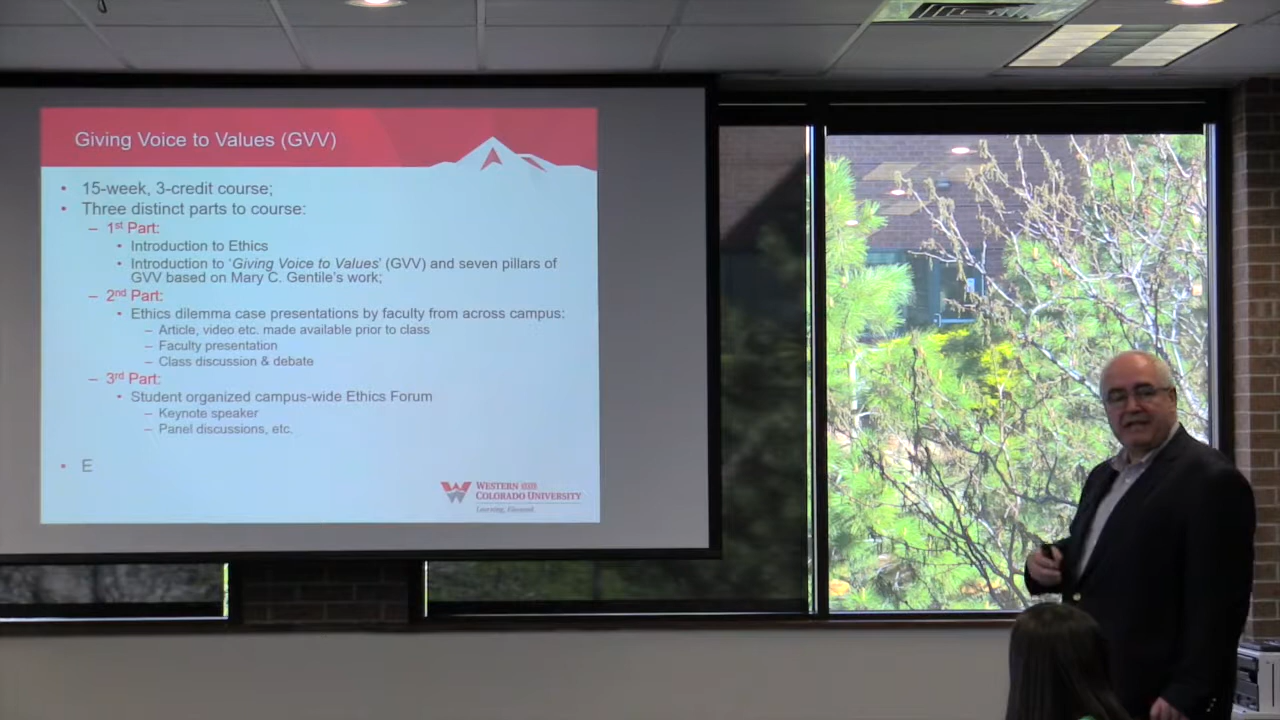 Giving Voice to Values (GVV)
• 15-week, 3-credit course;
• Three distinct parts to course:
– 1st Part:
• Introduction to Ethics
• Introduction to 'Giving Voice to Values' (GVV) and seven pillars of
GVV based on Mary C. Gentile's work;
– 2nd Part:
• Ethics dilemma case presentations by faculty from across campus:
– Article, video etc. made available prior to class
– Faculty presentation
– Class discussion & debate
– 3rd Part:
• Student organized campus-wide Ethics Forum
– Keynote speaker
– Panel discussions, etc.
• E
WESTERN
COLORADO UNIVERSITY
Learning, Elevated.